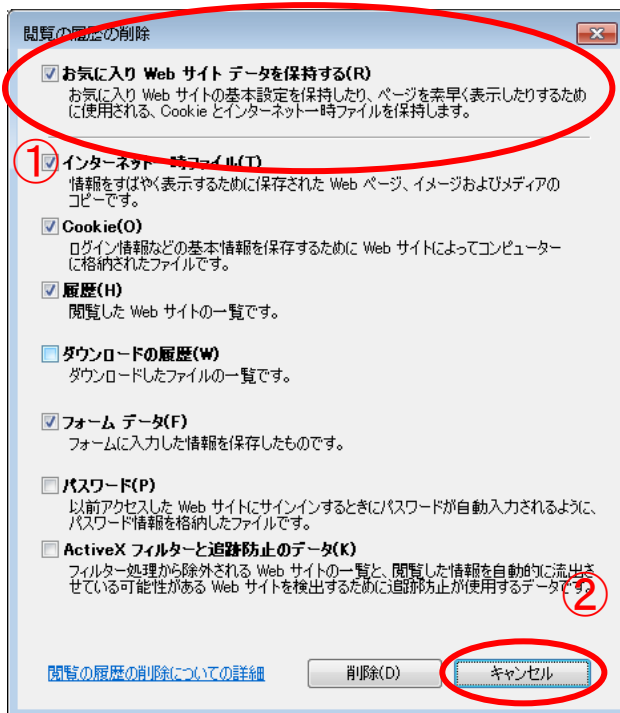 閲覧の履歴の削除
お気に入り Web サイト データを保持する(R)
お気に入り Web サイトの基本設定を保持したり、ページを素早く表示したりするため
に使用される、Cookie とインターネット一時ファイルを保持します。
①
インターネット一時ファイル(T)
情報をすばやく表示するために保存された Web ページ、イメージおよびメディアの
コピーです。
Cookie(O)
ログイン情報などの基本情報を保存するために Web サイトによってコンピューター
に格納されたファイルです。
履歴(H)
閲覧した Web サイトの一覧です。
ダウンロードの履歴(W)
ダウンロードしたファイルの一覧です。
フォーム データ(F)
フォームに入力した情報を保存したものです。
パスワード(P)
以前アクセスした Web サイトにサインインするときにパスワードが自動入力されるように、
パスワード情報を格納したファイルです。
ActiveX フィルターと追跡防止のデータ(K)
フィルター処理から除外される Web サイトの一覧と、閲覧した情報を自動的に流出さ
せている可能性がある Web サイトを検出するために追跡防止が使用するデータです。
②
閲覧の履歴の削除についての詳細
削除(D)
キャンセル